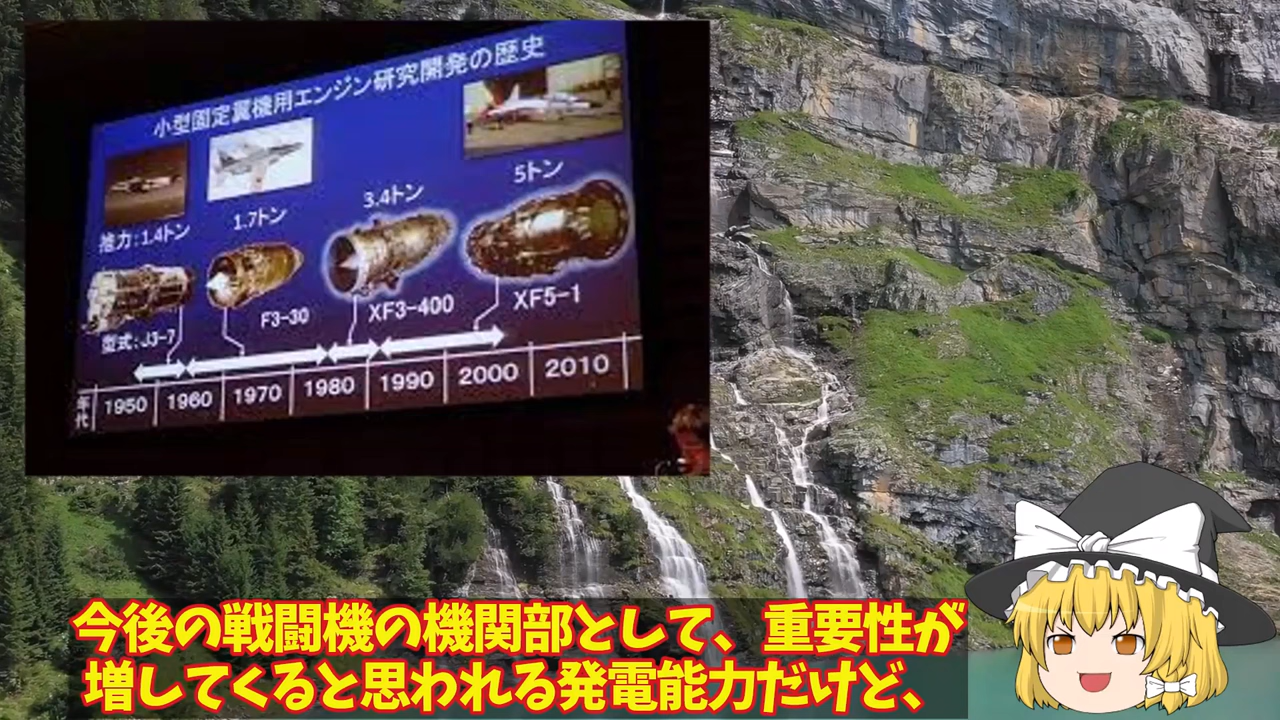 小型固定翼機用エンジン研究開発の歴史
推力:1.4トン
1.7トン
3.4トン
5トン
型式:J3-7
F3-30
XF3-400
XF5-1
年代
1950
1960
1970
1980
1990
2000
2010
今後の戦闘機の機関部として、重要性が
増してくると思われる発電能力だけど、